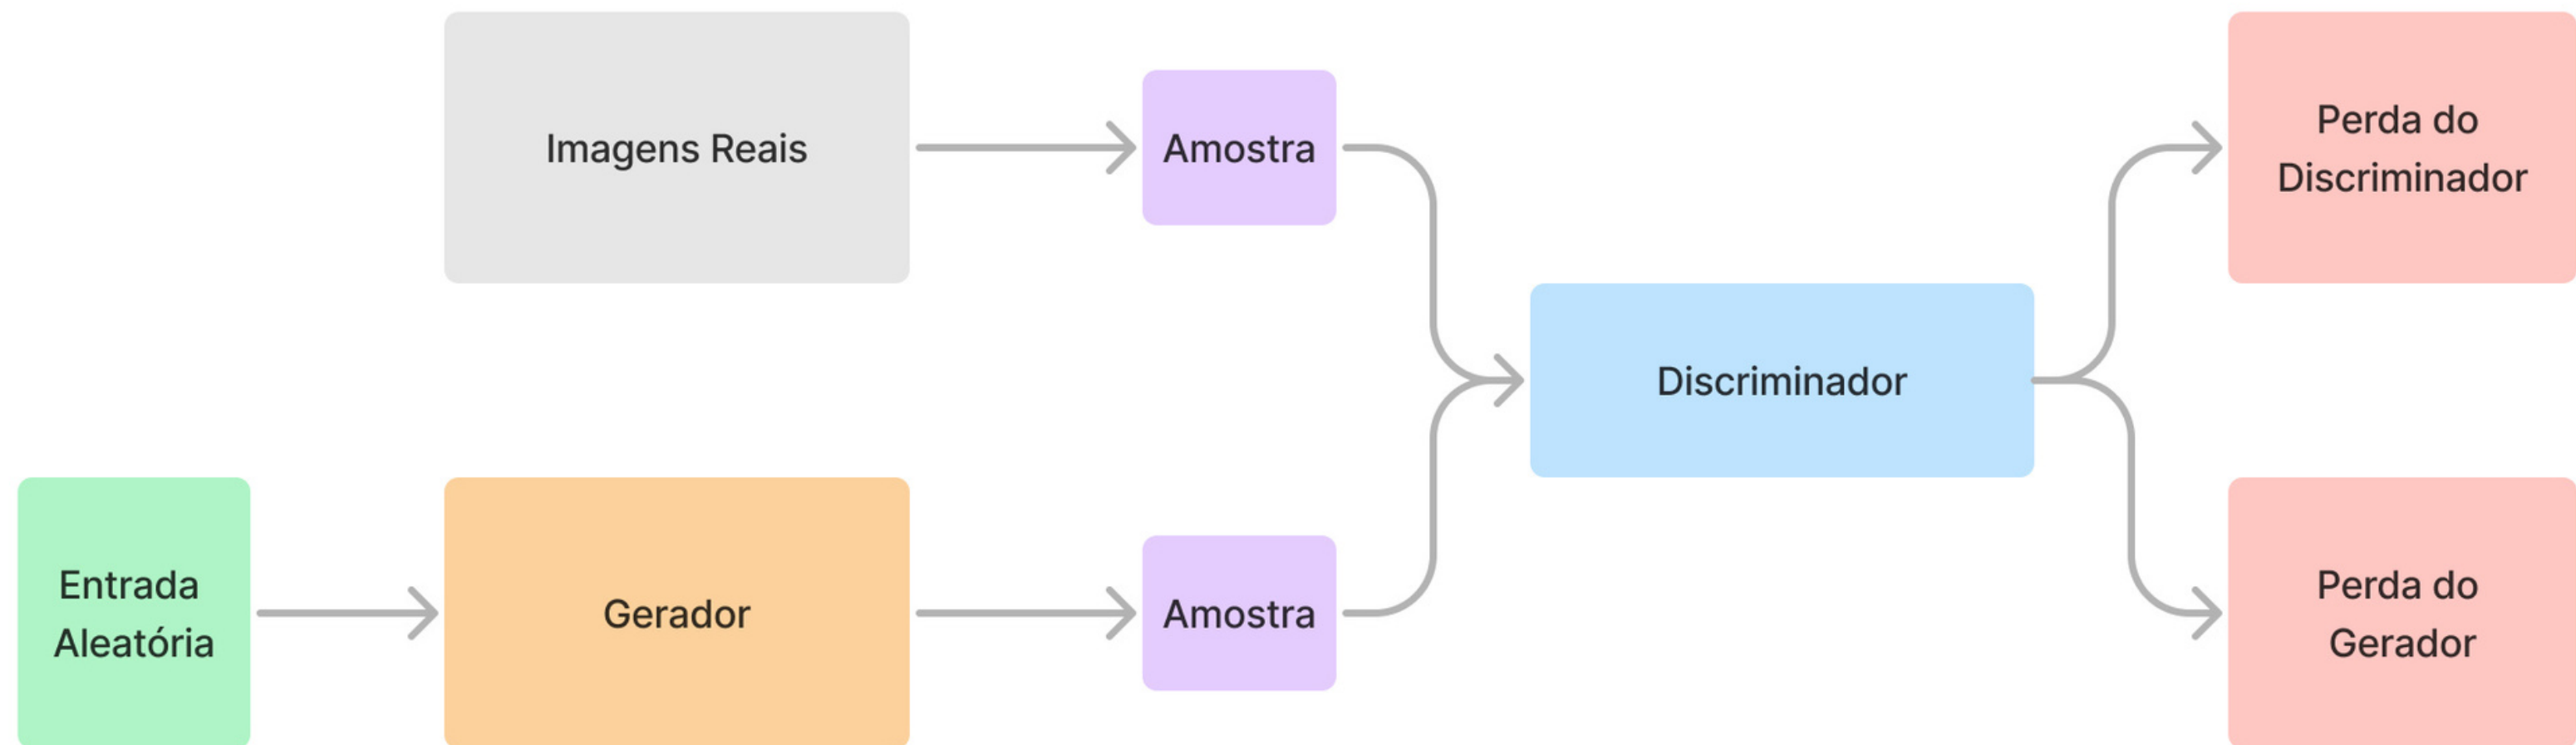 Imagens Reais
Amostra
Perda do
Discriminador
Discriminador
Entrada
Aleatória
Gerador
Amostra
Perda do
Gerador